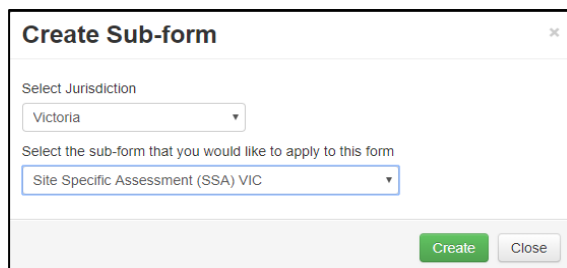 Create Sub-form ×
Select Jurisdiction
Victoria
Select the sub-form that you would like to apply to this form
Site Specific Assessment (SSA) VIC
Create Close